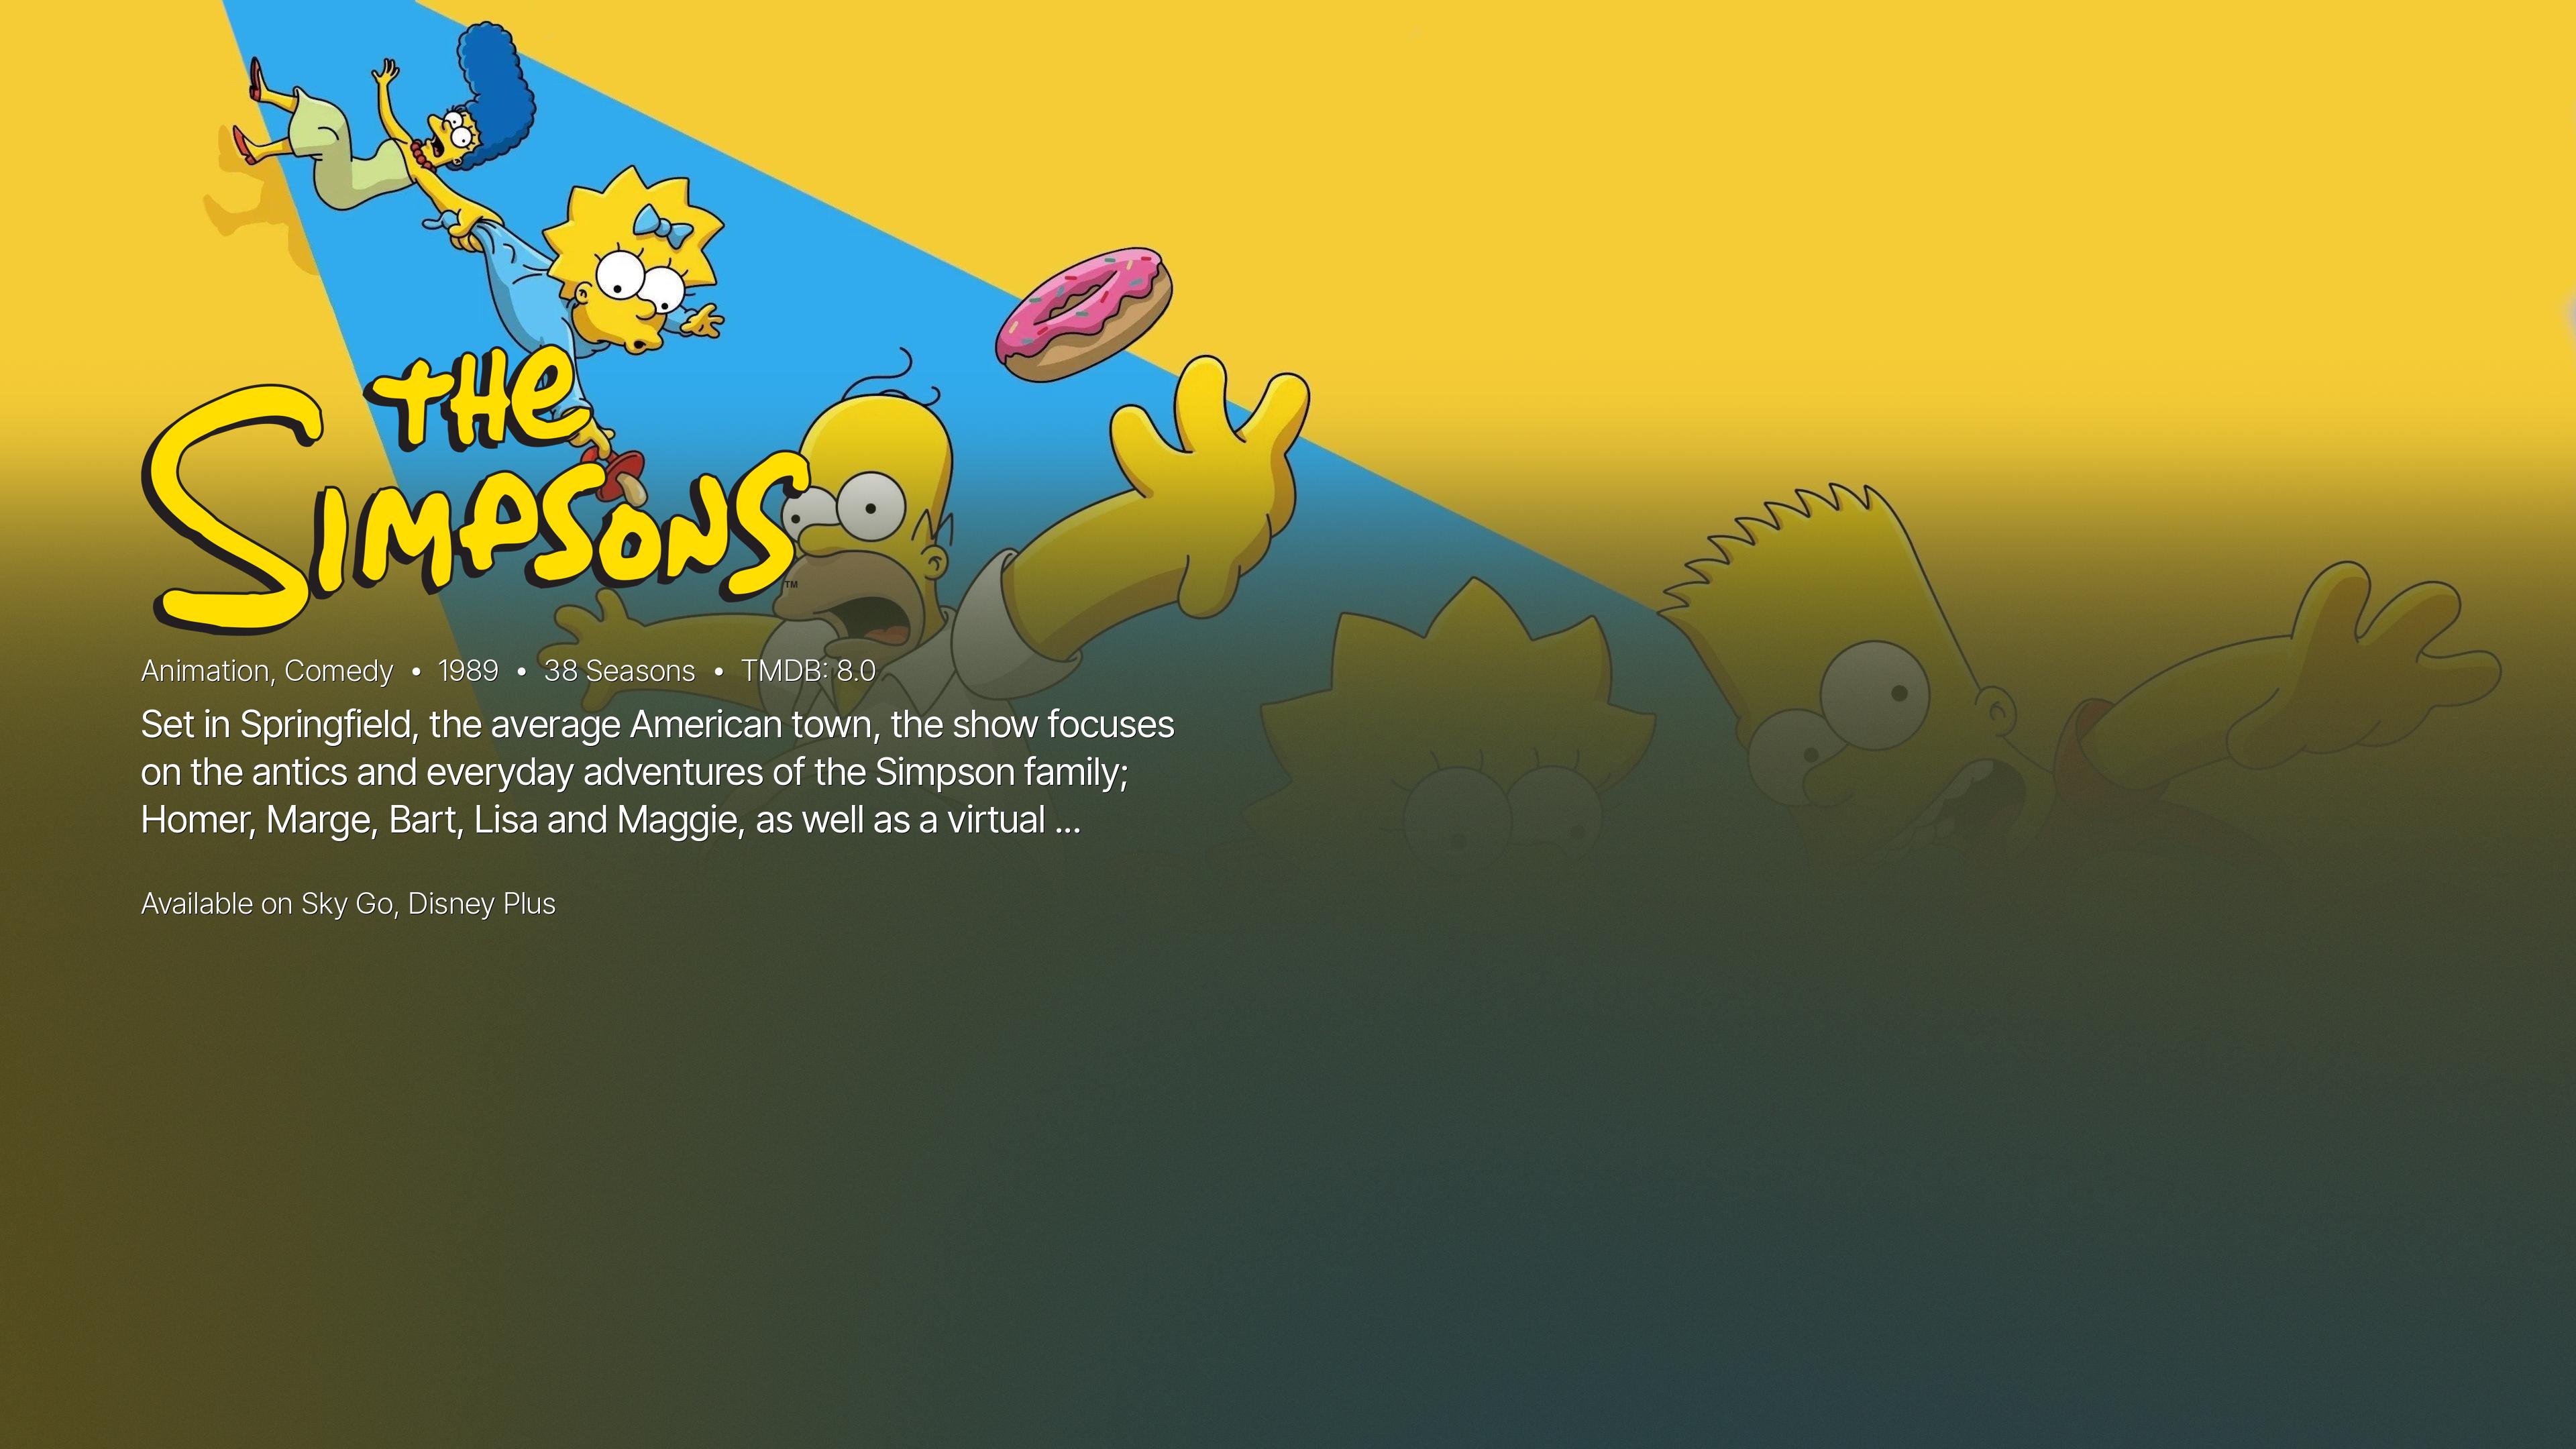 THe
SIMPSONS
TM
Animation, Comedy • 1989 • 38 Seasons • TMDB: 8.0
Set in Springfield, the average American town, the show focuses
on the antics and everyday adventures of the Simpson family;
Homer, Marge, Bart, Lisa and Maggie, as well as a virtual ...
Available on Sky Go, Disney Plus